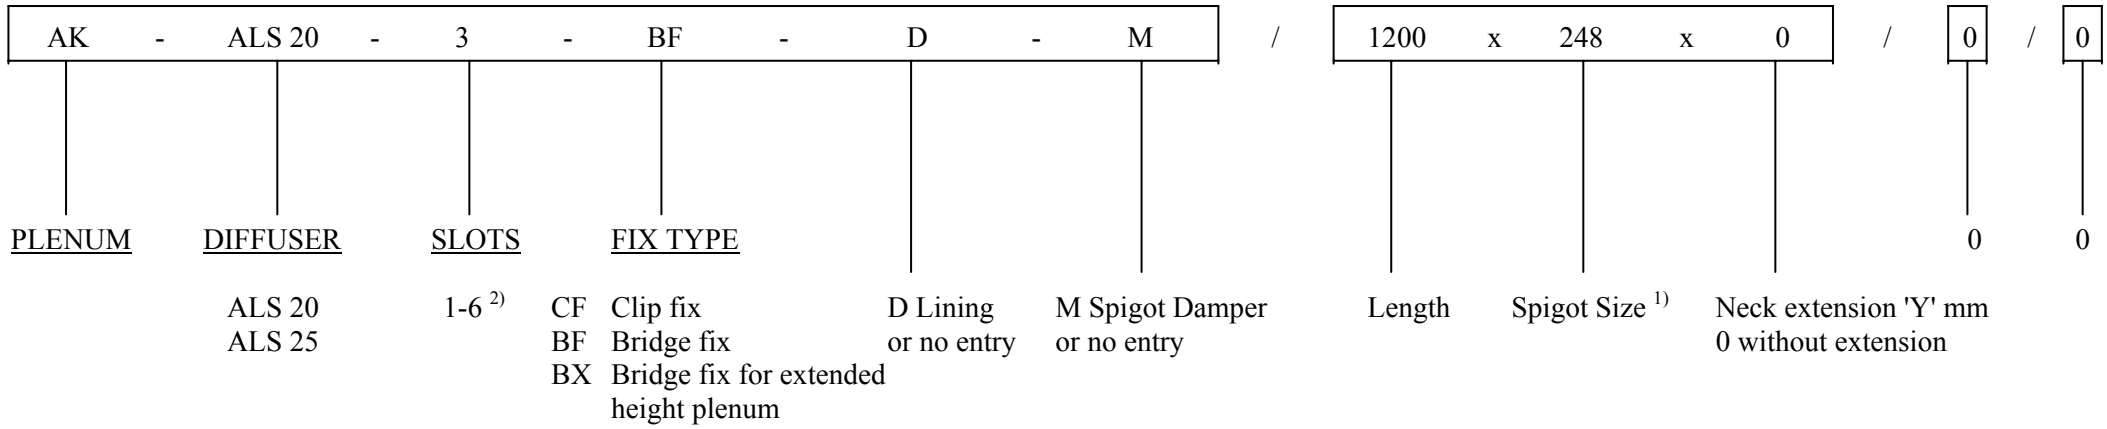 AK - ALS 20 - 3 - BF - D - M / 1200 x 248 x 0 / 0 / 0
PLENUM DIFFUSER SLOTS FIX TYPE 0 0
ALS 20 1-6 2) CF Clip fix D Lining M Spigot Damper Length Spigot Size 1) Neck extension 'Y' mm
ALS 25 BF Bridge fix or no entry or no entry 0 without extension
BX Bridge fix for extended
height plenum